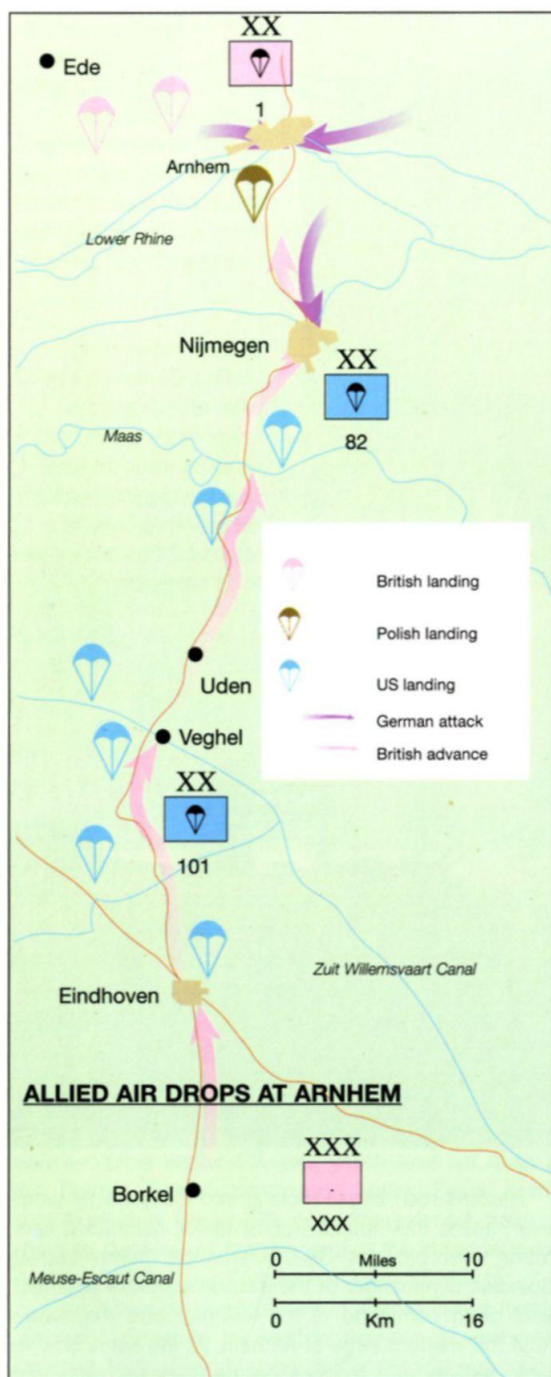 XX
Ede
1
Arnhem
Lower Rhine
Nijmegen
XX
82
Maas
British landing
Polish landing
US landing
German attack
British advance
Uden
Veghel
XX
101
Zuit Willemsvaart Canal
Eindhoven
ALLIED AIR DROPS AT ARNHEM
XXX
XXX
Borkel
0 Miles 10
Meuse-Escaut Canal
0 Km 16